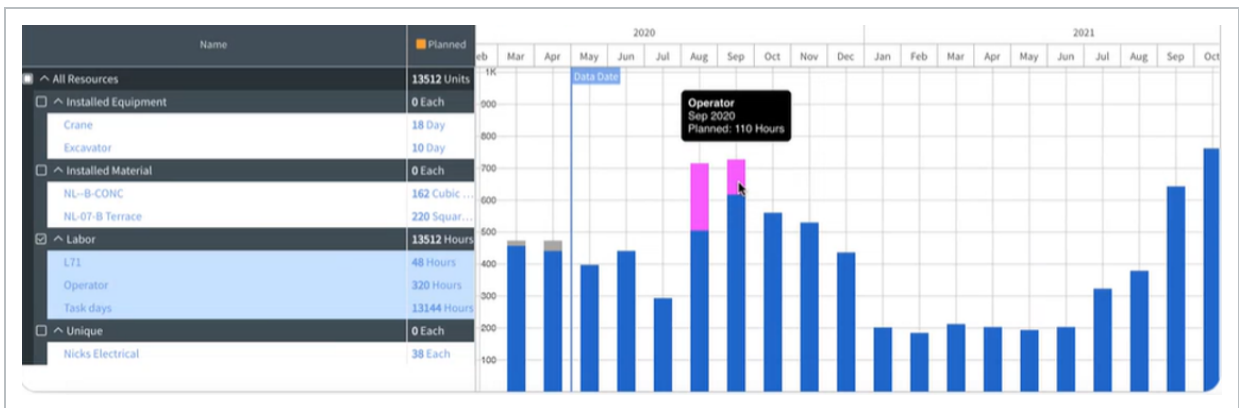 Name Planned
All Resources 13512 Units
Installed Equipment 0 Each
Crane 18 Day
Excavator 10 Day
Installed Material 0 Each
NL--B-CONC 162 Cubic ...
NL-07-B Terrace 220 Squar...
Labor 13512 Hours
L71 48 Hours
Operator 320 Hours
Task days 13144 Hours
Unique 0 Each
Nicks Electrical 38 Each
2020 2021
eb Mar Apr May Jun Jul Aug Sep Oct Nov Dec Jan Feb Mar Apr May Jun Jul Aug Sep Oct
1K
900
800
700
600
500
400
300
200
100
Data Date
Operator
Sep 2020
Planned: 110 Hours